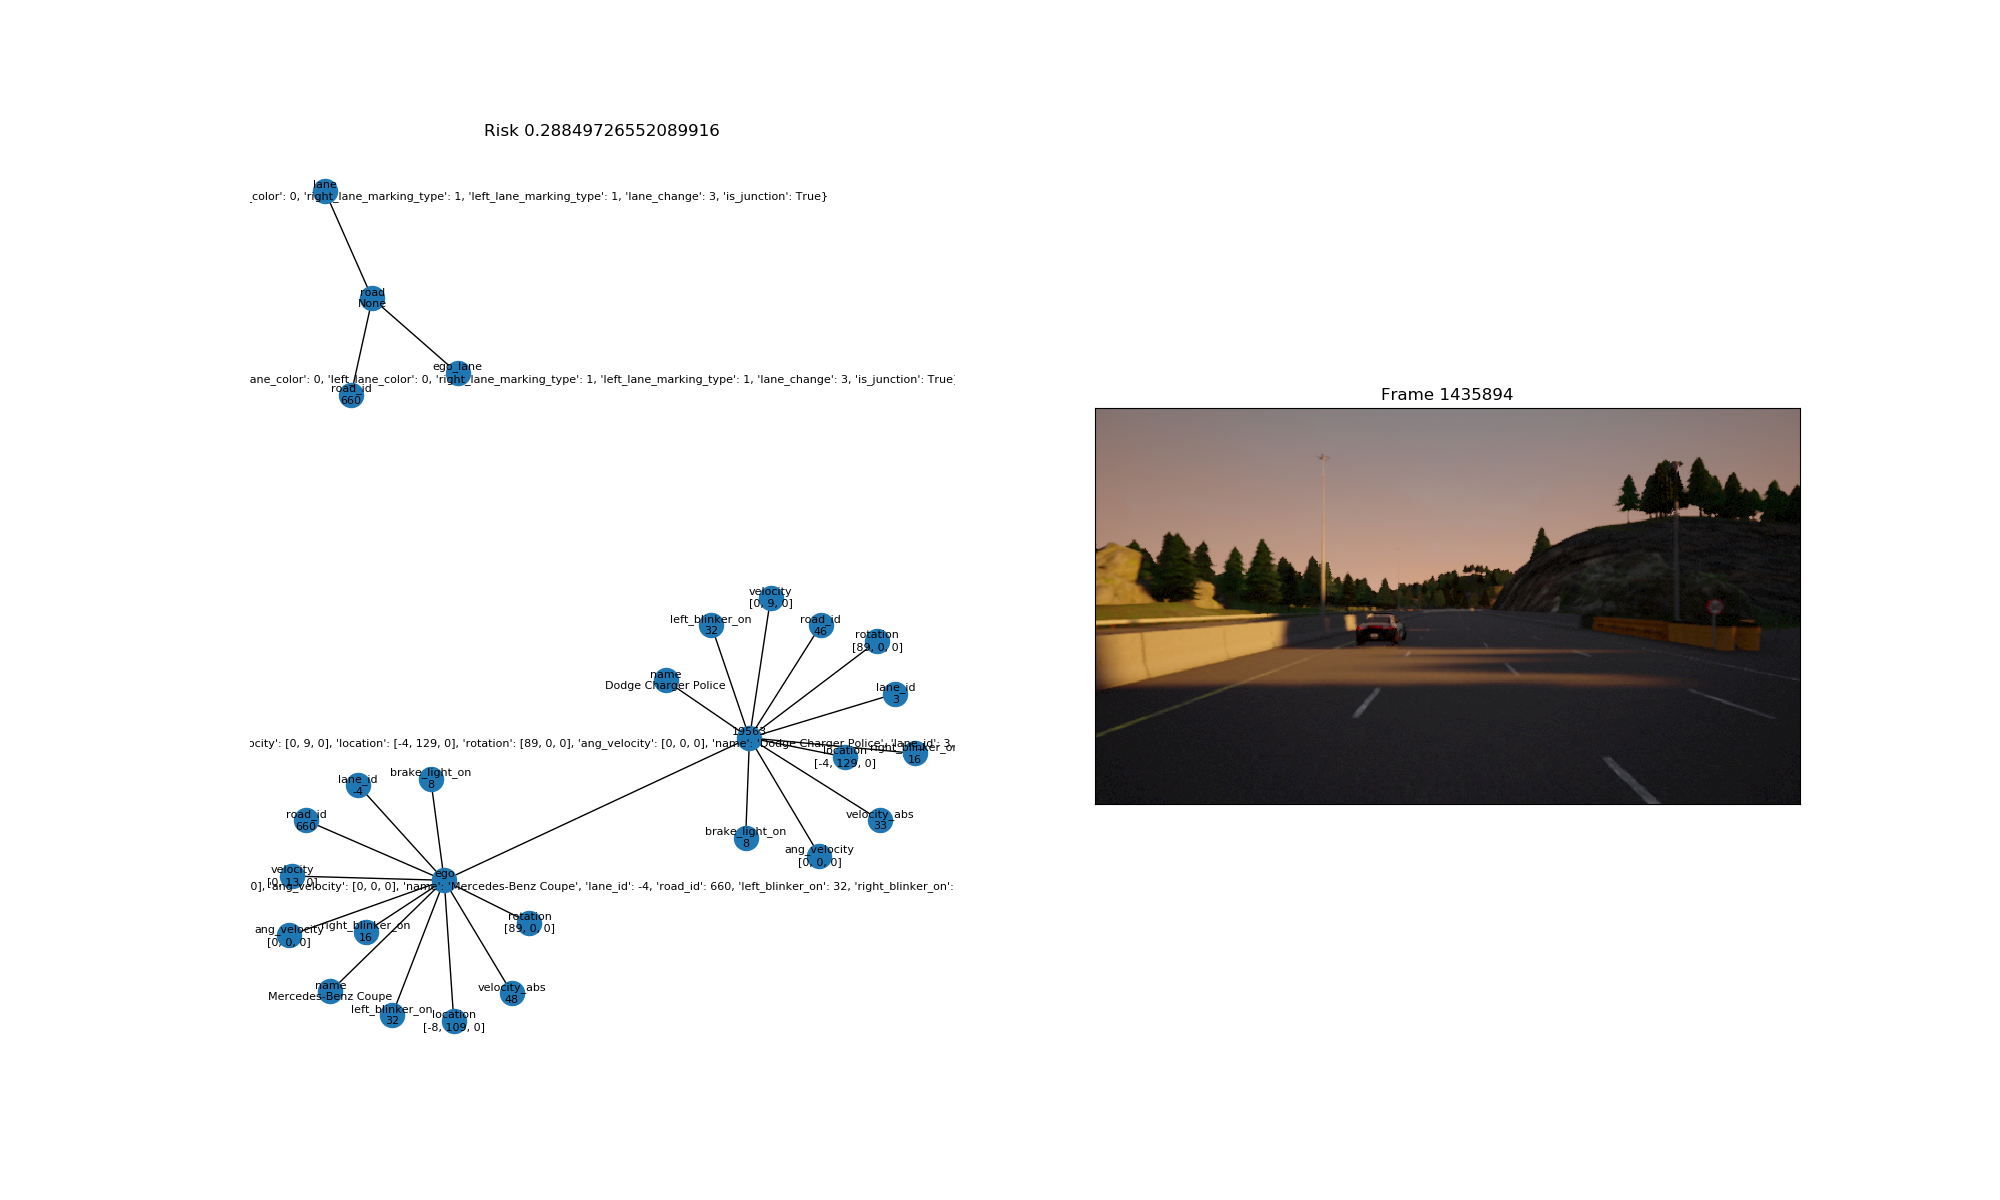 Risk 0.28849726552089916
lane
_color': 0, 'right_lane_marking_type': 1, 'left_lane_marking_type': 1, 'lane_change': 3, 'is_junction': True}
road
None
ego_lane
ane_color': 0, 'left_lane_color': 0, 'right_lane_marking_type': 1, 'left_lane_marking_type': 1, 'lane_change': 3, 'is_junction': True}
road_id
660
Frame 1435894
velocity
[0, 9, 0]
left_blinker_on
32
road_id
46
rotation
[89, 0, 0]
name
Dodge Charger Police
lane_id
3
19563
ocity': [0, 9, 0], 'location': [-4, 129, 0], 'rotation': [89, 0, 0], 'ang_velocity': [0, 0, 0], 'name': 'Dodge Charger Police', 'lane_id': 3,
location
[-4, 129, 0]
right_blinker_on
16
velocity_abs
33
brake_light_on
8
ang_velocity
[0, 0, 0]
lane_id
-4
brake_light_on
8
road_id
660
velocity
[0, 13, 0]
ego
0], 'ang_velocity': [0, 0, 0], 'name': 'Mercedes-Benz Coupe', 'lane_id': -4, 'road_id': 660, 'left_blinker_on': 32, 'right_blinker_on':
rotation
[89, 0, 0]
ang_velocity
[0, 0, 0]
right_blinker_on
16
name
Mercedes-Benz Coupe
left_blinker_on
32
location
[-8, 109, 0]
velocity_abs
48